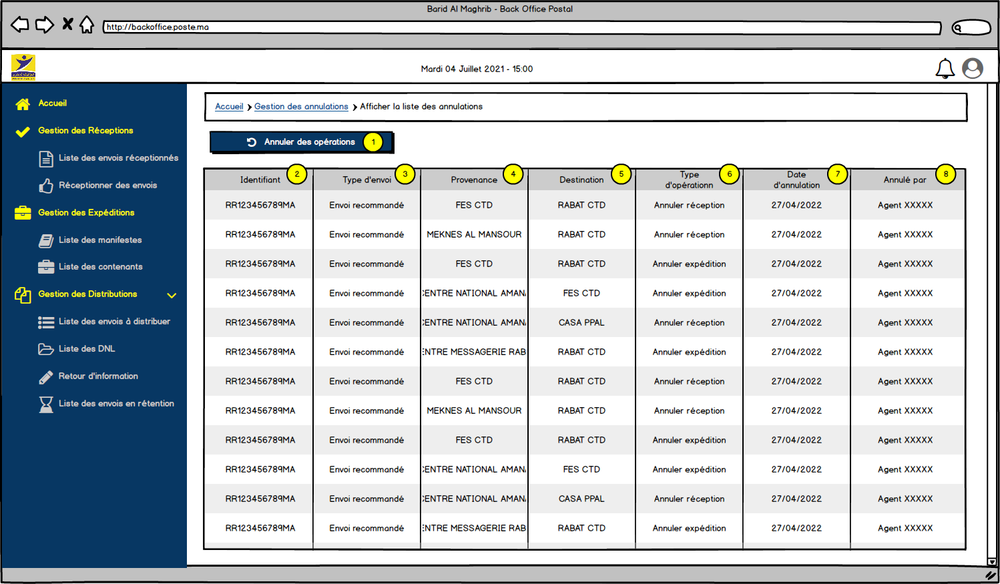 Barid Al Maghrib - Back Office Postal
http://backoffice.poste.ma
Mardi 04 Juillet 2021 - 15:00
Accueil
Gestion des Réceptions
Liste des envois réceptionnés
Réceptionner des envois
Gestion des Expéditions
Liste des manifestes
Liste des contenants
Gestion des Distributions
Liste des envois à distribuer
Liste des DNL
Retour d'information
Liste des envois en rétention
Accueil Gestion des annulations Afficher la liste des annulations
Annuler des opérations 1
Identifiant 2 Type d'envoi 3 Provenance 4 Destination 5 Type d'opérationn 6 Date d'annulation 7 Annulé par 8
RR123456789MA Envoi recommandé FES CTD RABAT CTD Annuler réception 27/04/2022 Agent XXXXX
RR123456789MA Envoi recommandé MEKNES AL MANSOUR RABAT CTD Annuler réception 27/04/2022 Agent XXXXX
RR123456789MA Envoi recommandé FES CTD RABAT CTD Annuler expédition 27/04/2022 Agent XXXXX
RR123456789MA Envoi recommandé CENTRE NATIONAL AMANA FES CTD Annuler expédition 27/04/2022 Agent XXXXX
RR123456789MA Envoi recommandé CENTRE NATIONAL AMANA CASA PPAL Annuler réception 27/04/2022 Agent XXXXX
RR123456789MA Envoi recommandé ENTRE MESSAGERIE RAB RABAT CTD Annuler expédition 27/04/2022 Agent XXXXX
RR123456789MA Envoi recommandé FES CTD RABAT CTD Annuler réception 27/04/2022 Agent XXXXX
RR123456789MA Envoi recommandé MEKNES AL MANSOUR RABAT CTD Annuler réception 27/04/2022 Agent XXXXX
RR123456789MA Envoi recommandé FES CTD RABAT CTD Annuler expédition 27/04/2022 Agent XXXXX
RR123456789MA Envoi recommandé CENTRE NATIONAL AMANA FES CTD Annuler expédition 27/04/2022 Agent XXXXX
RR123456789MA Envoi recommandé CENTRE NATIONAL AMANA CASA PPAL Annuler réception 27/04/2022 Agent XXXXX
RR123456789MA Envoi recommandé ENTRE MESSAGERIE RAB RABAT CTD Annuler expédition 27/04/2022 Agent XXXXX